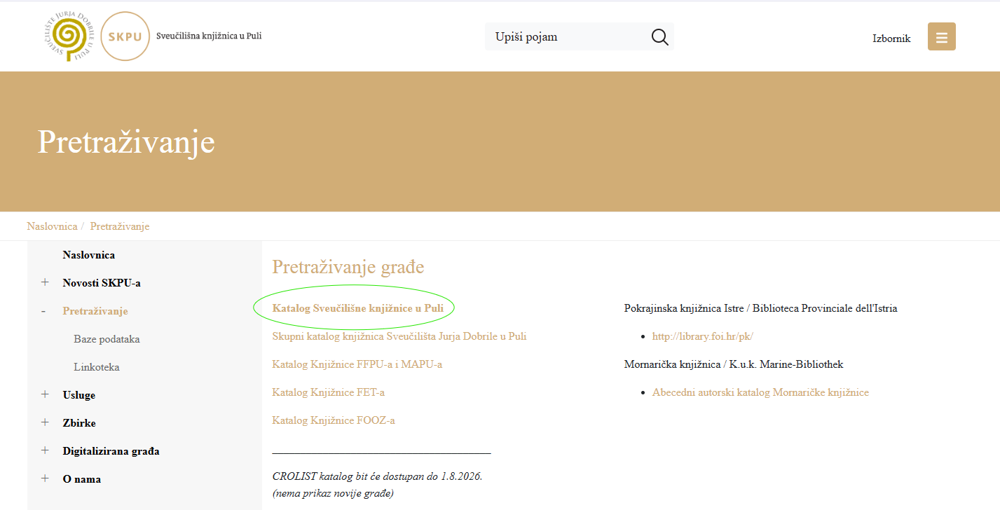 SVEUČILIŠTE JURJA DOBRILE U PULI
SKPU
Sveučilišna knjižnica u Puli
Upiši pojam
Izbornik
Pretraživanje
Naslovnica / Pretraživanje
Naslovnica
+ Novosti SKPU-a
- Pretraživanje
Baze podataka
Linkoteka
+ Usluge
+ Zbirke
+ Digitalizirana građa
+ O nama
Pretraživanje građe
Katalog Sveučilišne knjižnice u Puli
Skupni katalog knjižnica Sveučilišta Jurja Dobrile u Puli
Katalog Knjižnice FFPU-a i MAPU-a
Katalog Knjižnice FET-a
Katalog Knjižnice FOOZ-a
CROLIST katalog bit će dostupan do 1.8.2026.
(nema prikaz novije građe)
Pokrajinska knjižnica Istre / Biblioteca Provinciale dell'Istria
• http://library.foi.hr/pk/
Mornarička knjižnica / K.u.k. Marine-Bibliothek
• Abecedni autorski katalog Mornaričke knjižnice